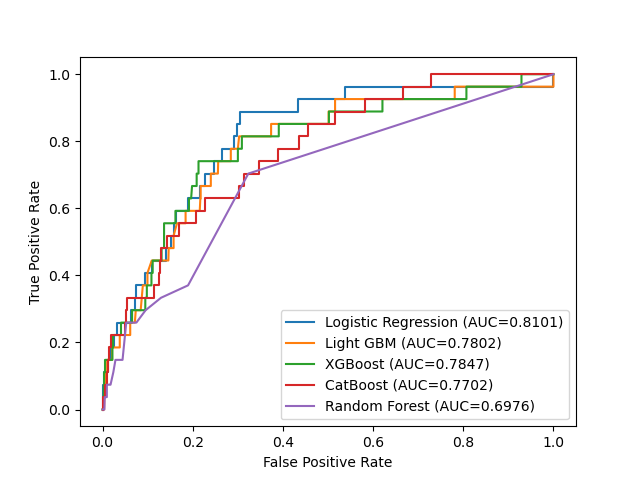 1.0
0.8
0.6
0.4
0.2
0.0
True Positive Rate
Logistic Regression (AUC=0.8101)
Light GBM (AUC=0.7802)
XGBoost (AUC=0.7847)
CatBoost (AUC=0.7702)
Random Forest (AUC=0.6976)
0.0 0.2 0.4 0.6 0.8 1.0
False Positive Rate